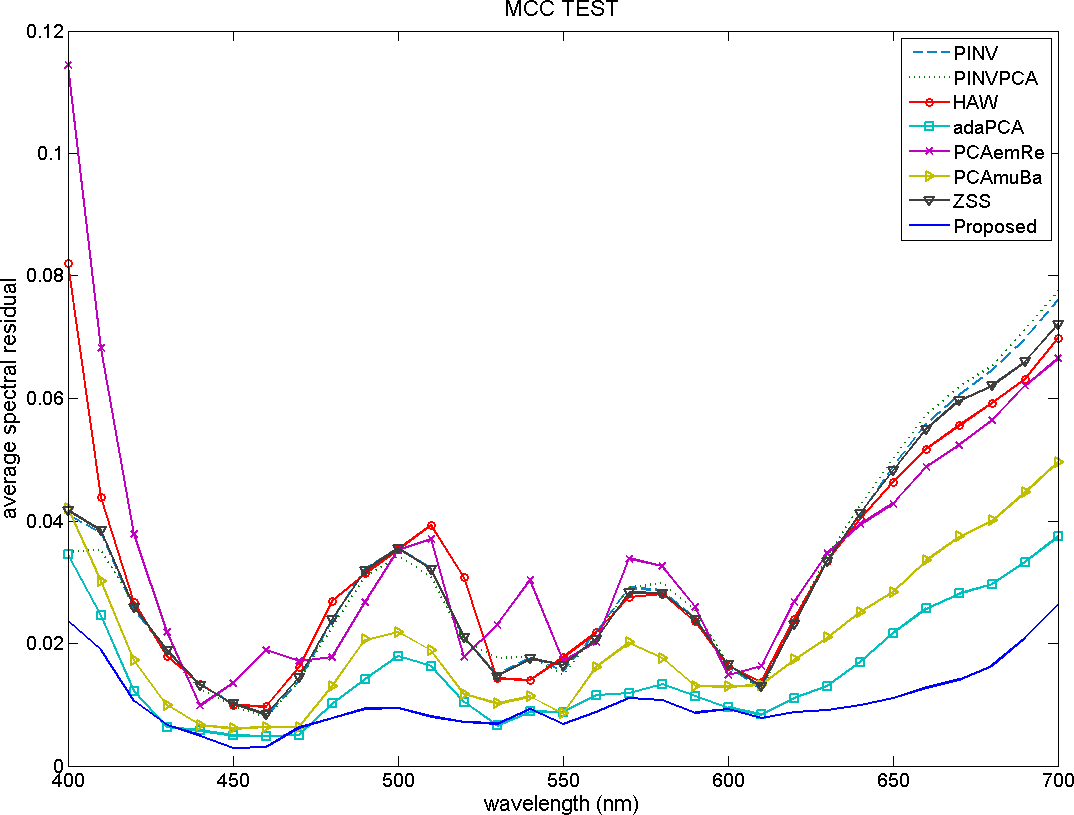 MCC TEST
0.12
0.1
0.08
0.06
0.04
0.02
0
average spectral residual
400 450 500 550 600 650 700
wavelength (nm)
PINV
PINVPCA
HAW
adaPCA
PCAemRe
PCAmuBa
ZSS
Proposed